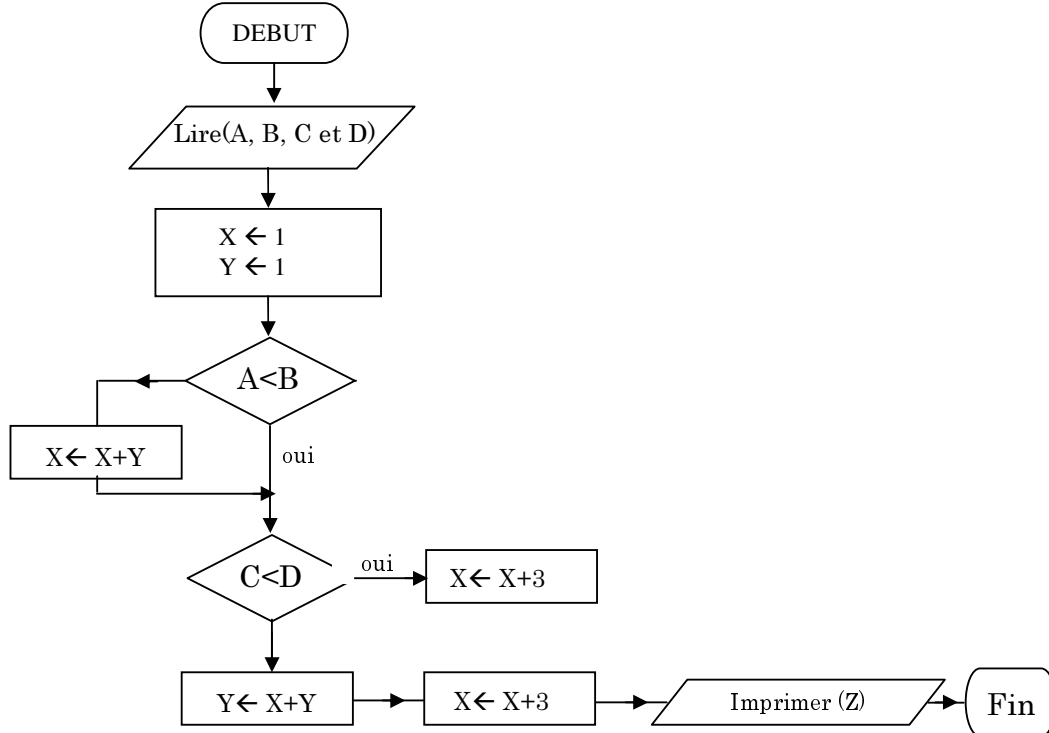 DEBUT
Lire(A, B, C et D)
X ← 1
Y ← 1
A<B
X← X+Y
oui
C<D
oui
X← X+3
Y← X+Y
X← X+3
Imprimer (Z)
Fin